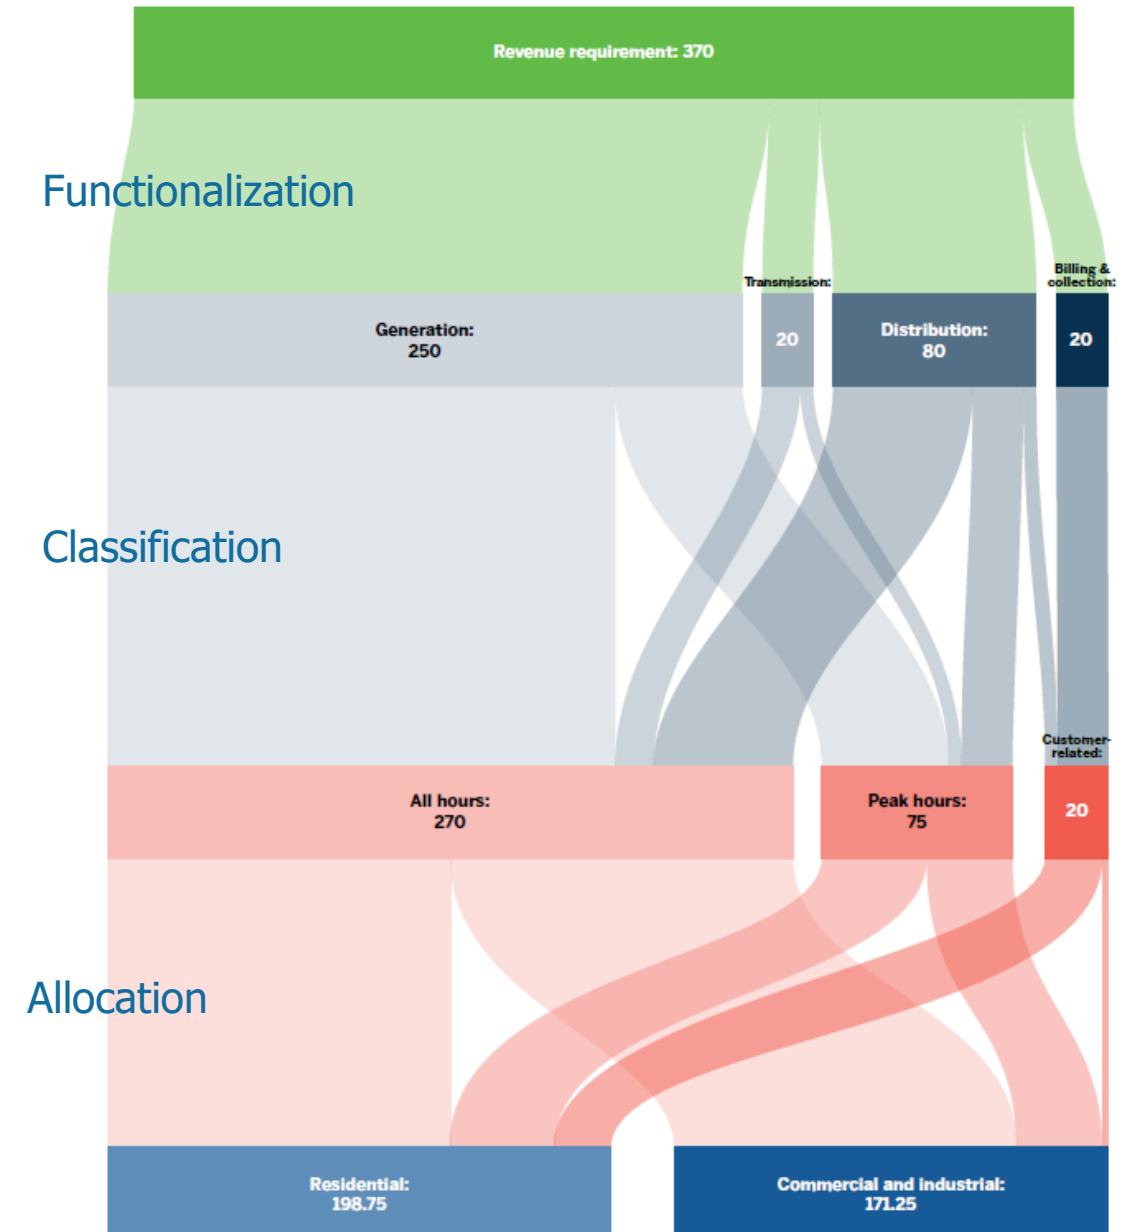 Revenue requirement: 370
Functionalization
Transmission:
Billing &
collection:
Generation:
250
20
Distribution:
80
20
Classification
Customer-
related:
All hours:
270
Peak hours:
75
20
Allocation
Residential:
198.75
Commercial and industrial:
171.25